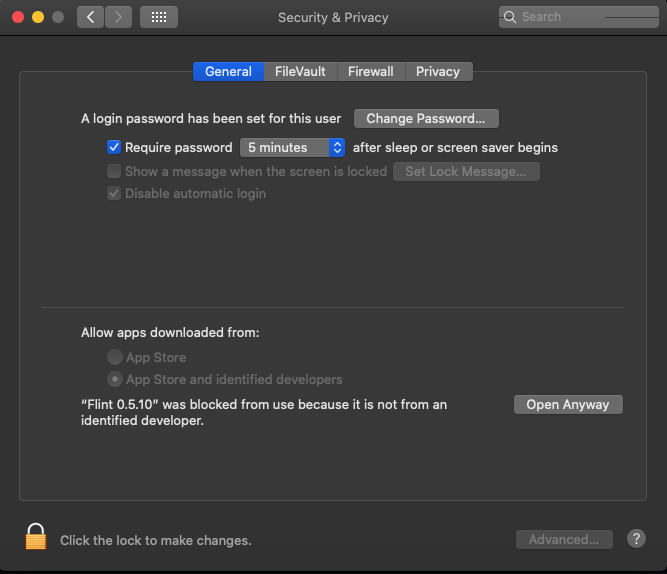 Security & Privacy
Search
General FileVault Firewall Privacy
A login password has been set for this user Change Password...
Require password 5 minutes after sleep or screen saver begins
Show a message when the screen is locked Set Lock Message...
Disable automatic login
Allow apps downloaded from:
App Store
App Store and identified developers
“Flint 0.5.10” was blocked from use because it is not from an
identified developer.
Open Anyway
Click the lock to make changes.
Advanced...
?